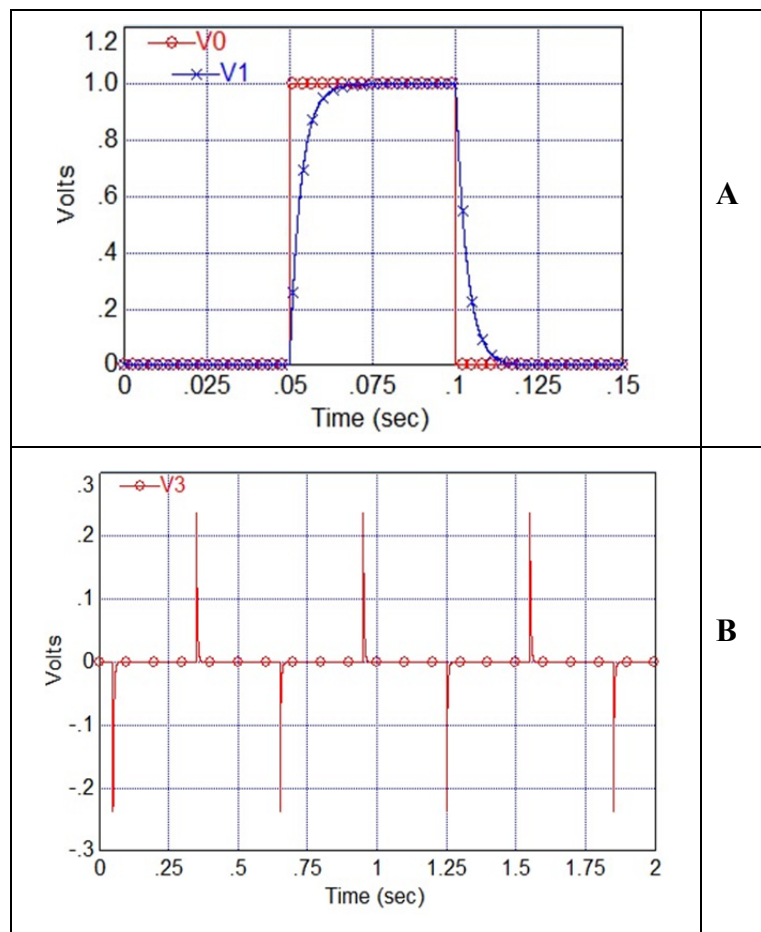 1.2
V0
V1
1.0
.8
.6
.4
.2
0
Volts
0 .025 .05 .075 .1 .125 .15
Time (sec)
A
.3
V3
.2
.1
0
-.1
-.2
-.3
Volts
0 .25 .5 .75 1 1.25 1.5 1.75 2
Time (sec)
B